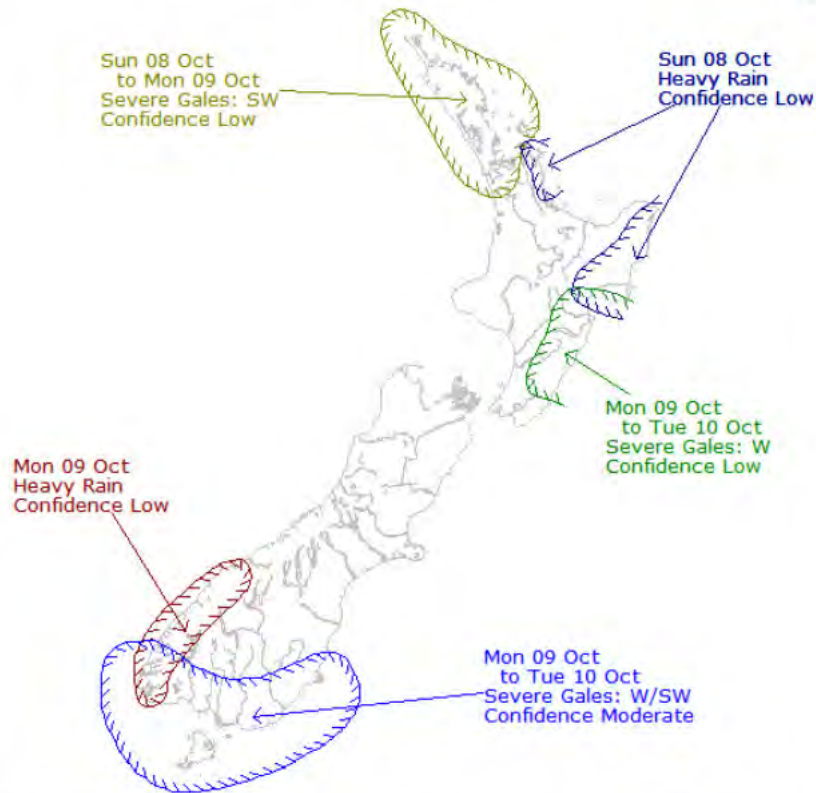 Sun 08 Oct
to Mon 09 Oct
Severe Gales: SW
Confidence Low
Sun 08 Oct
Heavy Rain
Confidence Low
Mon 09 Oct
to Tue 10 Oct
Severe Gales: W
Confidence Low
Mon 09 Oct
Heavy Rain
Confidence Low
Mon 09 Oct
to Tue 10 Oct
Severe Gales: W/SW
Confidence Moderate